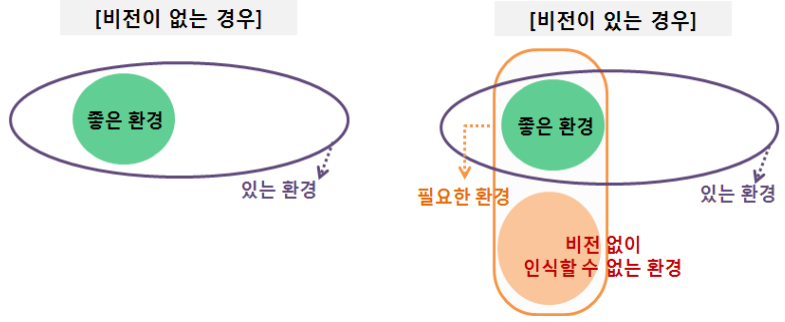 [비전이 없는 경우]
[비전이 있는 경우]
좋은 환경
있는 환경
좋은 환경
필요한 환경
있는 환경
비전 없이
인식할 수 없는 환경